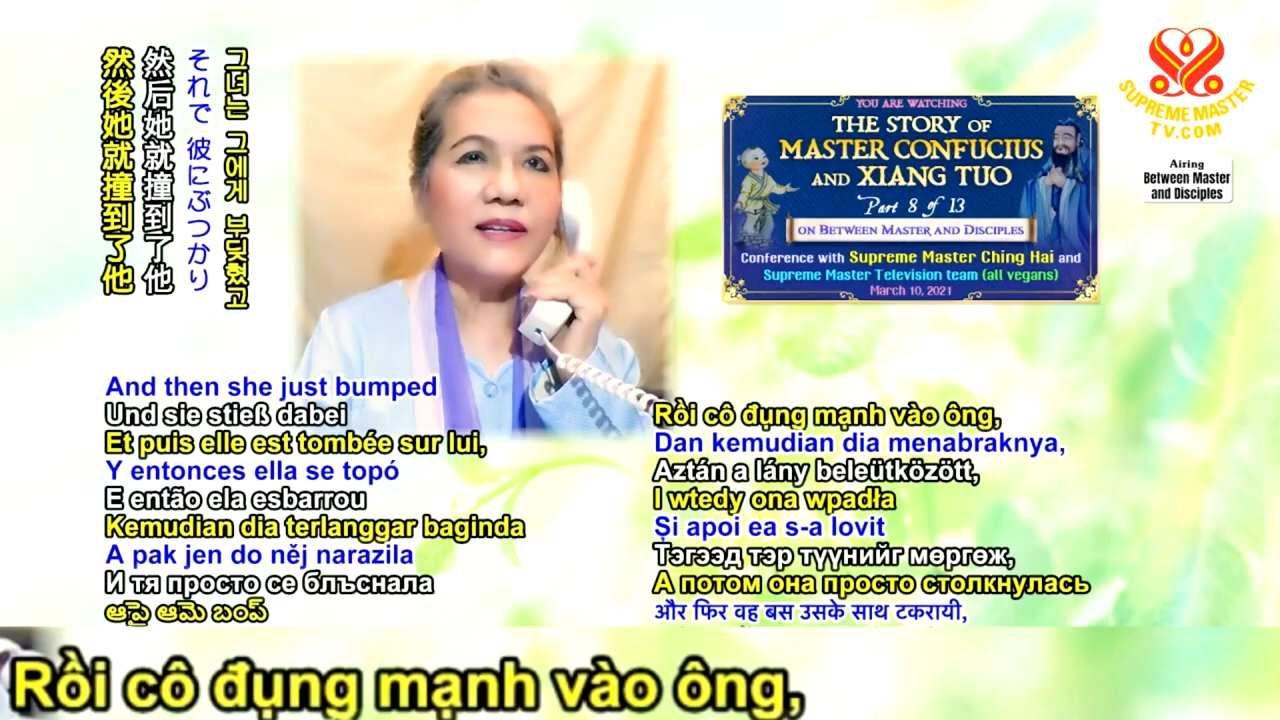 그녀는 그에게 부딪혔고
それで 彼にぶつかり
然后她就撞到了他
然後她就撞到了他
YOU ARE WATCHING
THE STORY OF
MASTER CONFUCIUS
AND XIANG TUO
Part 8 of 13
ON BETWEEN MASTER AND DISCIPLES
Conference with Supreme Master Ching Hai and
Supreme Master Television team (all vegans)
March 10, 2021
SUPREME MASTER
TV.COM
Airing
Between Master
and Disciples
And then she just bumped
Und sie stieß dabei
Et puis elle est tombée sur lui,
Y entonces ella se topó
E então ela esbarrou
Kemudian dia terlanggar baginda
A pak jen do něj narazila
И тя просто се блъсна
ఆపై ఆమె బంప్
Rồi cô đụng mạnh vào ông,
Dan kemudian dia menabraknya,
Aztán a lány beleütközött,
I wtedy ona wpadła
Și apoi ea s-a lovit
Тэгээд тэр түүнийг мөргөж,
А потом она просто столкнулась
और फिर वह बस उसके साथ टकरायी,
Rồi cô đụng mạnh vào ông,